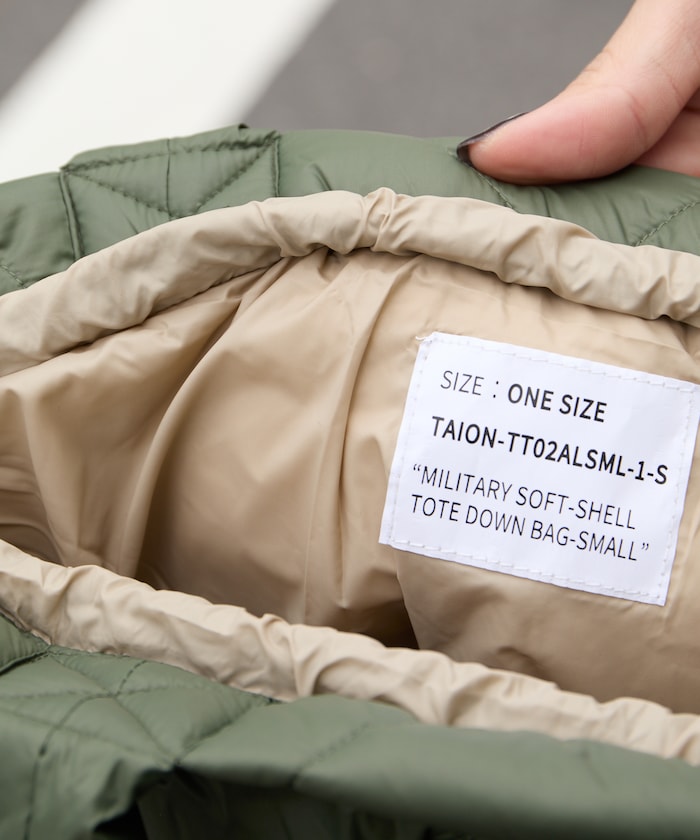 SIZE：ONE SIZE
TAION-TT02ALSML-1-S
“MILITARY SOFT-SHELL
TOTE DOWN BAG-SMALL”